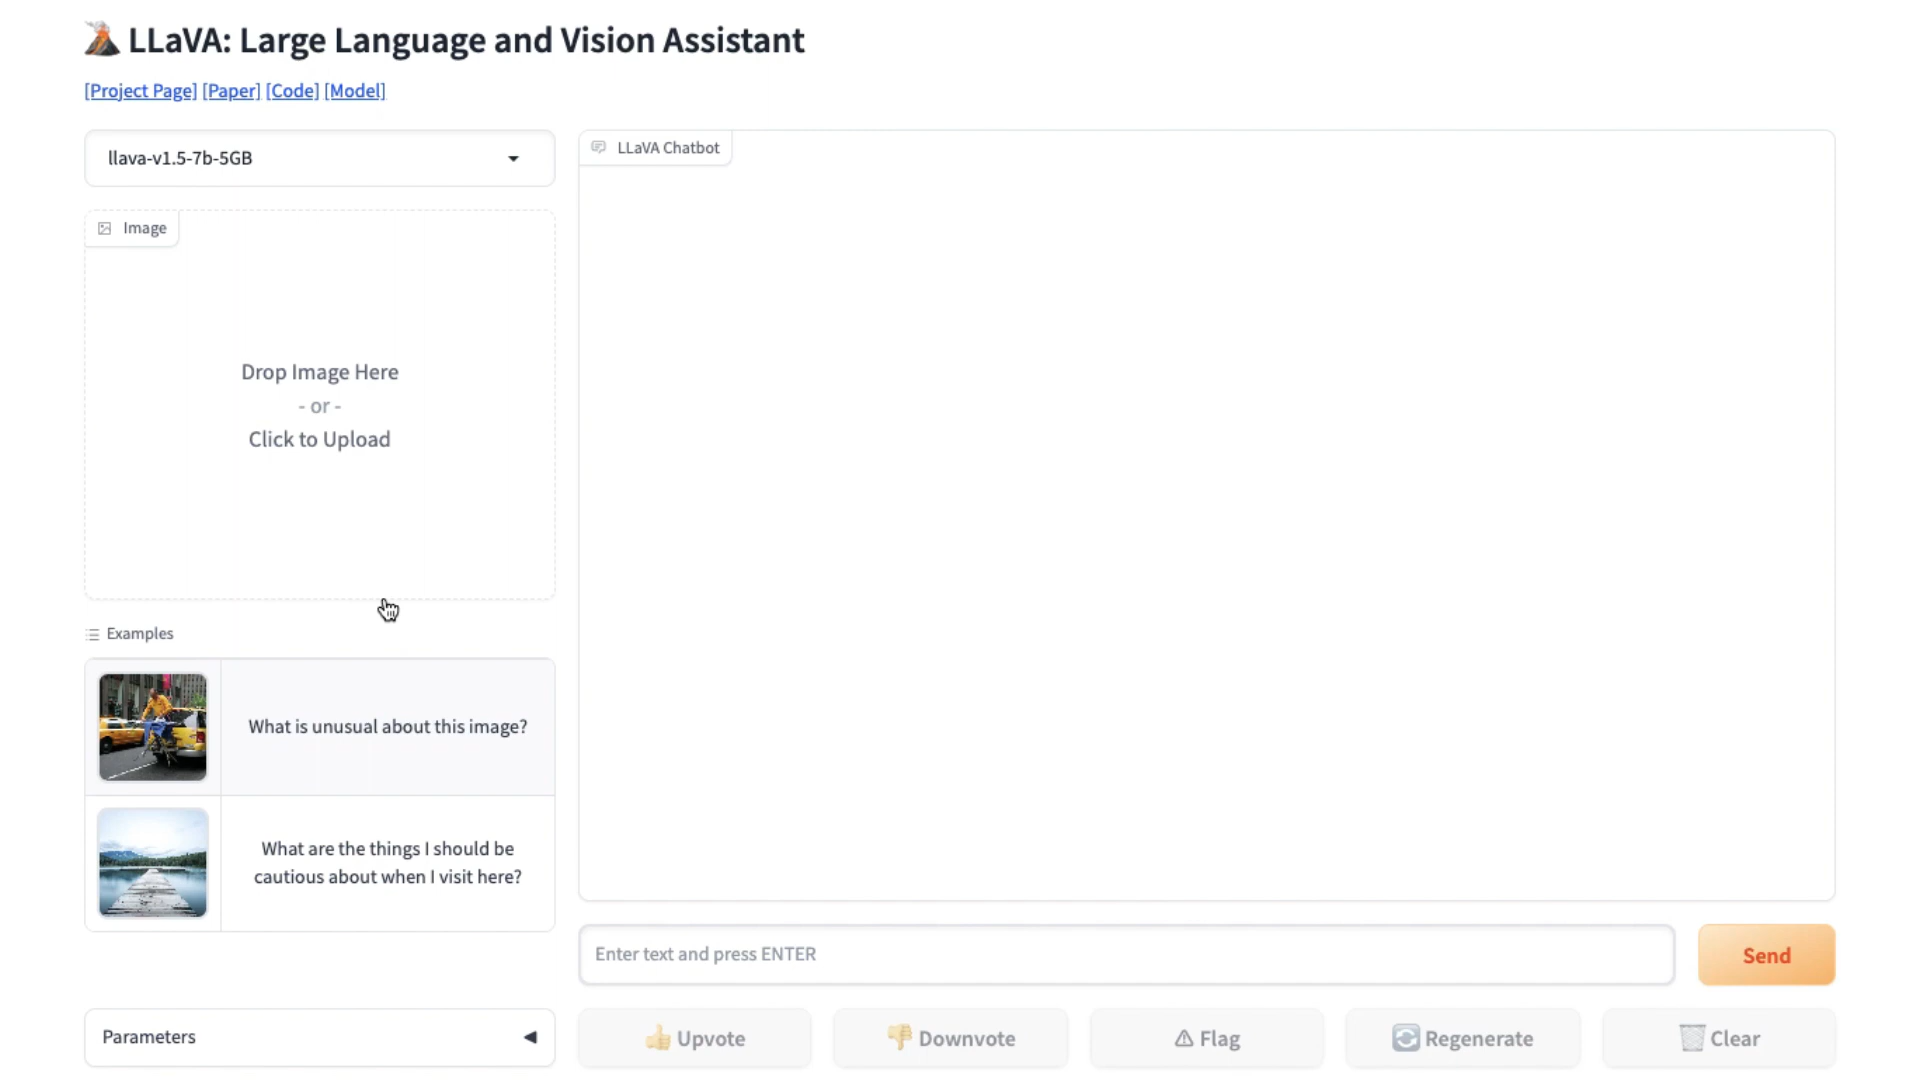 LLaVA: Large Language and Vision Assistant
[Project Page] [Paper] [Code] [Model]
llava-v1.5-7b-5GB
Image
Drop Image Here
- or -
Click to Upload
Examples
What is unusual about this image?
What are the things I should be
cautious about when I visit here?
Parameters
LLaVA Chatbot
Enter text and press ENTER
Send
Upvote
Downvote
Flag
Regenerate
Clear